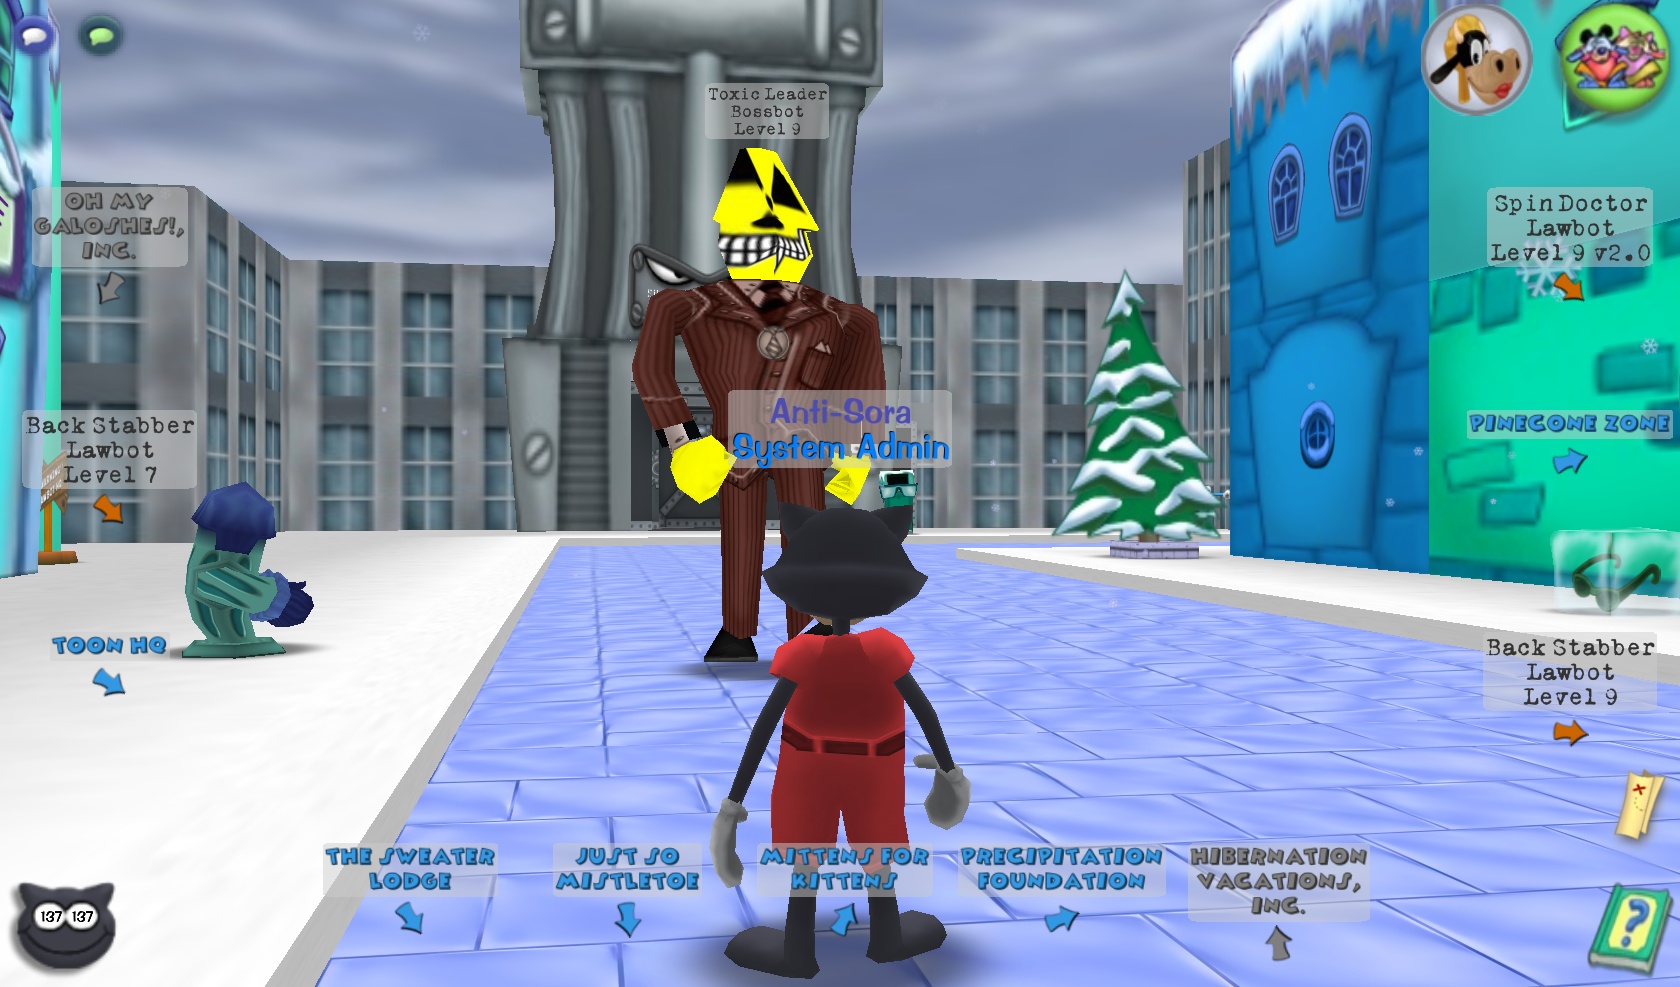 Toxic Leader
Bossbot
Level 9
OH MY
GALOSHES!,
INC.
Spin Doctor
Lawbot
Level 9 v2.0
Back Stabber
Lawbot
Level 7
Anti-Sora
System Admin
PINECONE ZONE
TOON HQ
Back Stabber
Lawbot
Level 9
THE SWEATER
LODGE
JUST SO
MISTLETOE
MITTENS FOR
KITTENS
PRECIPITATION
FOUNDATION
HIBERNATION
VACATIONS,
INC.
137 137
?